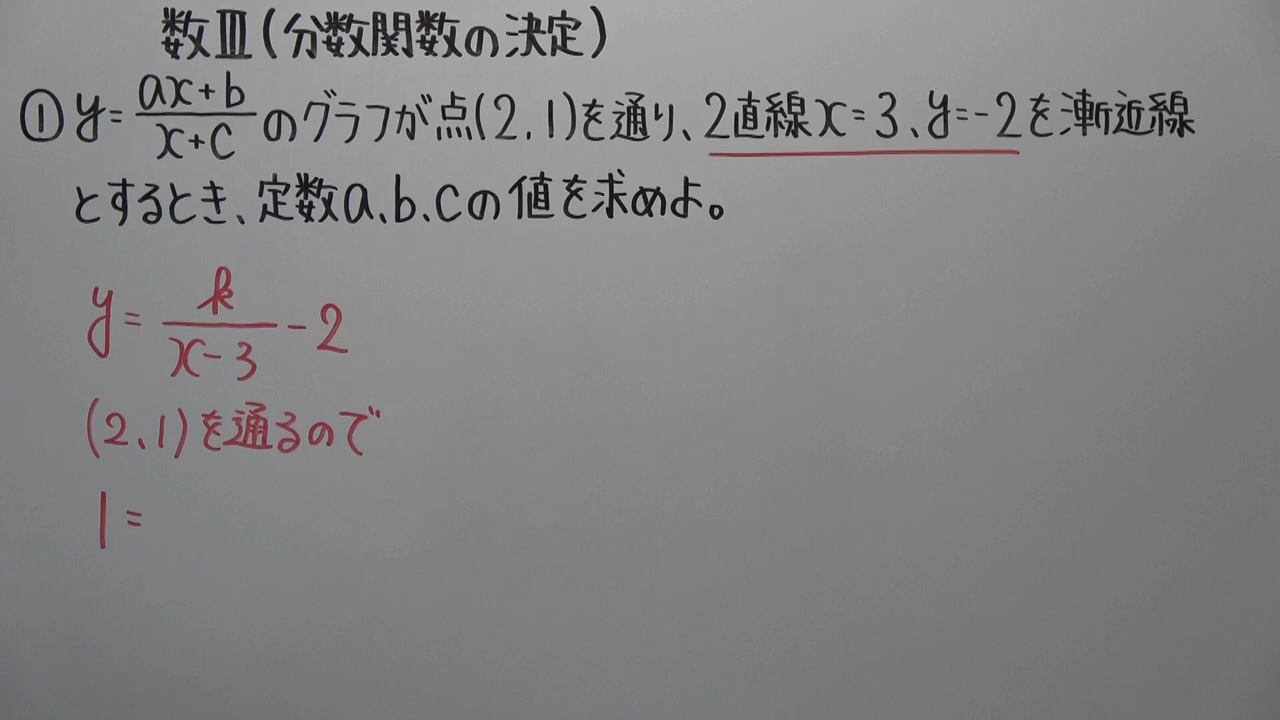 数Ⅲ(分数関数の決定)
① y=\frac{ax+b}{x+c}のグラフが点(2,1)を通り、2直線x=3、y=-2を漸近線
とするとき、定数a、b、cの値を求めよ。
y=\frac{k}{x-3}-2
(2、1)を通るので
1=